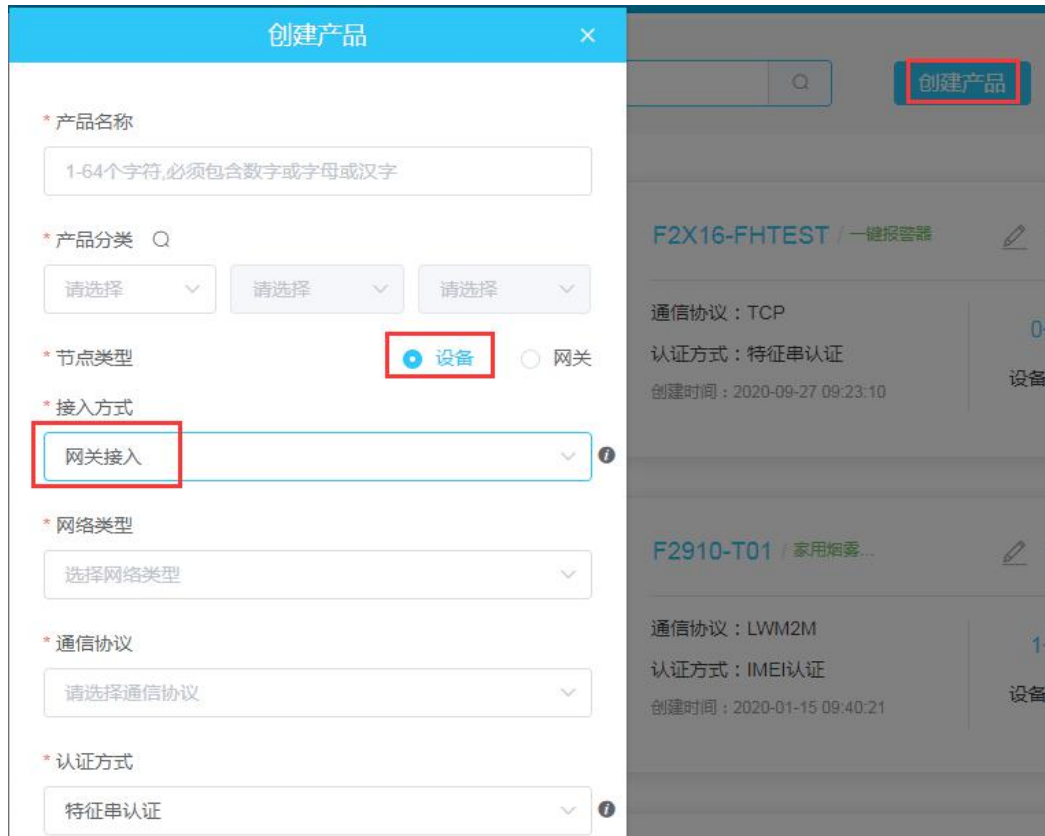 创建产品
创建产品
* 产品名称
1-64个字符,必须包含数字或字母或汉字
* 产品分类
请选择 请选择 请选择
* 节点类型 设备 网关
* 接入方式
网关接入
* 网络类型
选择网络类型
* 通信协议
请选择通信协议
* 认证方式
特征串认证
F2X16-FHTEST / 一键报警器
通信协议：TCP
认证方式：特征串认证
创建时间：2020-09-27 09:23:10
0
设备
F2910-T01 / 家用烟雾...
通信协议：LWM2M
认证方式：IMEI认证
创建时间：2020-01-15 09:40:21
1
设备